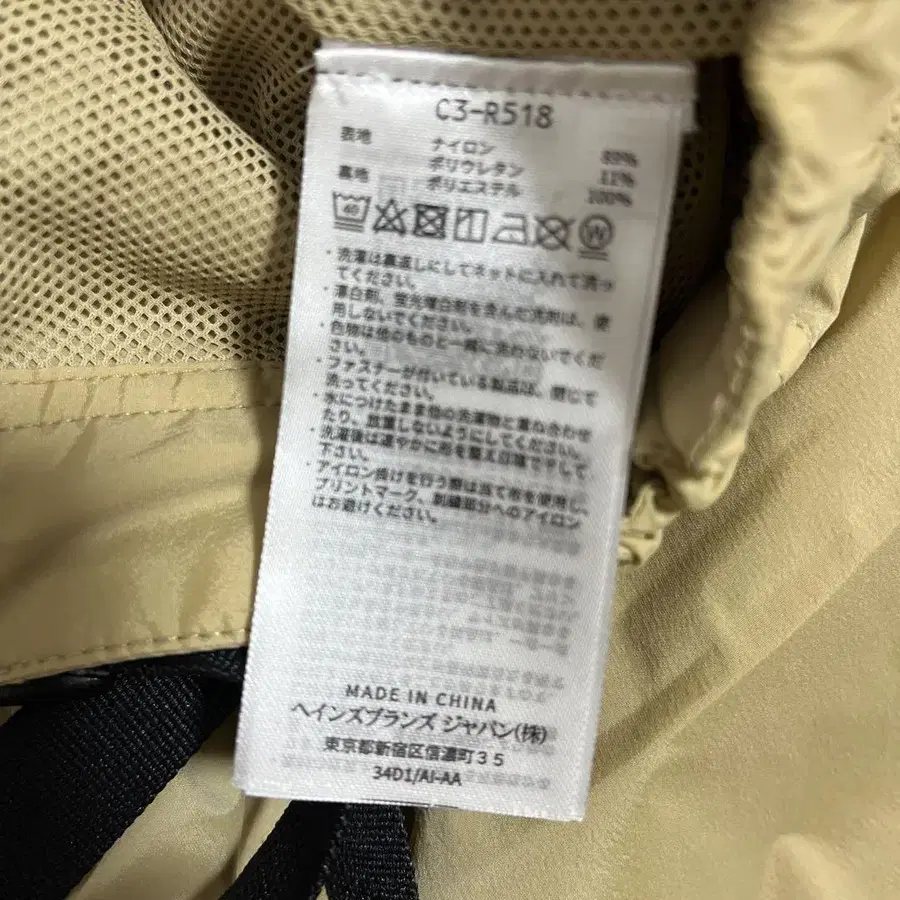 C3-R518
表地 ナイロン 89%
ポリウレタン 11%
裏地 ポリエステル 100%
40 W
・洗濯は裏返しにしてネットに入れて洗っ
てください。
・漂白剤、蛍光増白剤を含んだ洗剤は、使
用しないでください。
・色物は他のものと一緒に洗わないでくだ
さい。
・ファスナーが付いている製品は、閉じて
洗ってください。
・水につけたまま他の洗濯物と重ね合わせ
たり、放置しないようにしてください。
・洗濯後は速やかに形を整え日陰で干して
下さい。
・アイロン掛けを行う際は当て布を使用し、
プリントマーク、刺繍部分へのアイロン
はお避けください。
MADE IN CHINA
ヘインズブランズ ジャパン(株)
東京都新宿区信濃町35
34D1/AI-AA